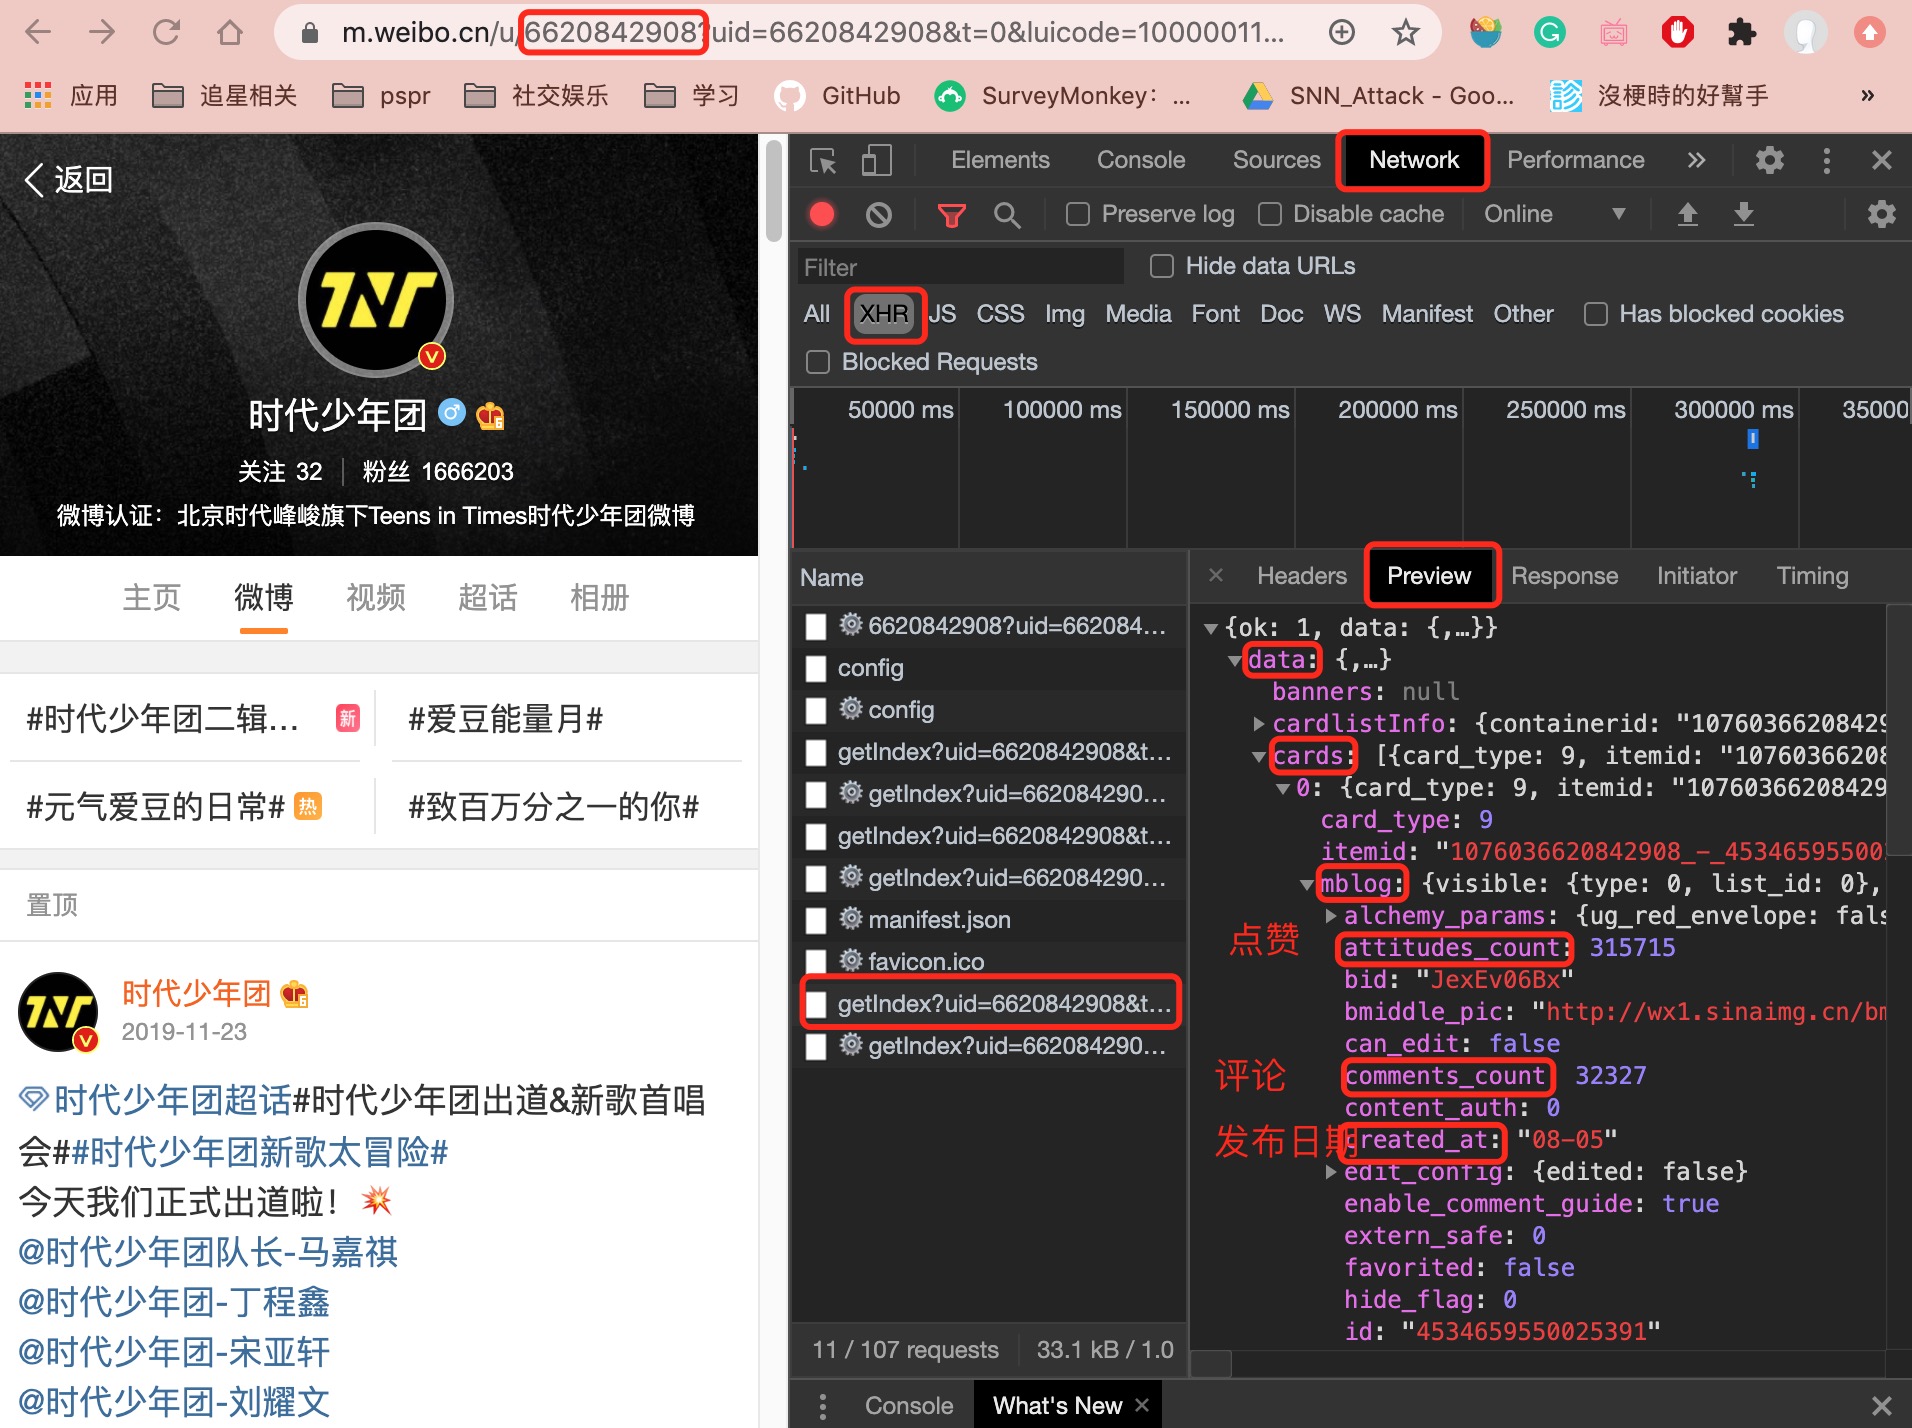 m.weibo.cn/u/6620842908?uid=6620842908&t=0&luicode=10000011...
应用 追星相关 pspr 社交娱乐 学习 GitHub SurveyMonkey：... SNN_Attack - Goo... 沒梗時的好幫手 »
返回
TNT
时代少年团
关注 32 粉丝 1666203
微博认证：北京时代峰峻旗下Teens in Times时代少年团微博
主页 微博 视频 超话 相册
#时代少年团二辑... 新 #爱豆能量月#
#元气爱豆的日常# 热 #致百万分之一的你#
置顶
TNT
时代少年团
2019-11-23
时代少年团超话#时代少年团出道&新歌首唱
会##时代少年团新歌太冒险#
今天我们正式出道啦！
@时代少年团队长-马嘉祺
@时代少年团-丁程鑫
@时代少年团-宋亚轩
@时代少年团-刘耀文
Elements Console Sources Network Performance »
Preserve log Disable cache Online
Filter Hide data URLs
All XHR JS CSS Img Media Font Doc WS Manifest Other Has blocked cookies
Blocked Requests
50000 ms 100000 ms 150000 ms 200000 ms 250000 ms 300000 ms 35000
Name
6620842908?uid=662084...
config
config
getIndex?uid=6620842908&t...
getIndex?uid=662084290...
getIndex?uid=6620842908&t...
getIndex?uid=662084290...
manifest.json
favicon.ico
getIndex?uid=6620842908&t...
getIndex?uid=662084290...
11 / 107 requests 33.1 kB / 1.0
Headers Preview Response Initiator Timing
{ok: 1, data: {,…}}
data: {,…}
banners: null
cardlistInfo: {containerid: "10760366208429
cards: [{card_type: 9, itemid: "10760366208
0: {card_type: 9, itemid: "10760366208429
card_type: 9
itemid: "1076036620842908_-_45346595500
mblog: {visible: {type: 0, list_id: 0},
alchemy_params: {ug_red_envelope: fals
点赞 attitudes_count: 315715
bid: "JexEv06Bx"
bmiddle_pic: "http://wx1.sinaimg.cn/bm
can_edit: false
评论 comments_count: 32327
content_auth: 0
发布日期 created_at: "08-05"
edit_config: {edited: false}
enable_comment_guide: true
extern_safe: 0
favorited: false
hide_flag: 0
id: "4534659550025391"
Console What's New